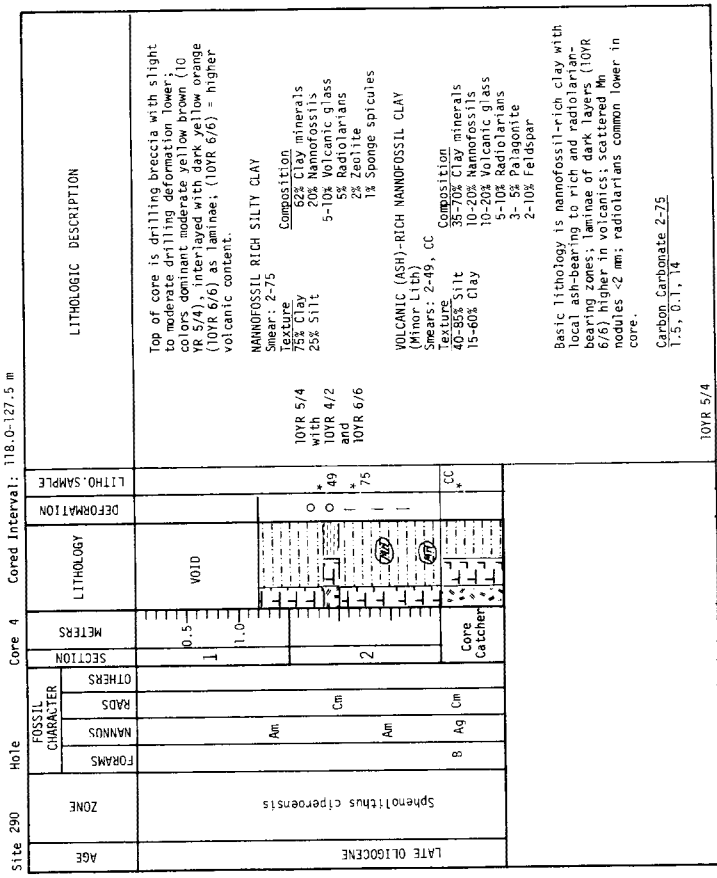 Site 290 Hole Core 4 Cored Interval: 118.0-127.5 m
AGE
ZONE
FOSSIL
CHARACTER
FORAMS
NANNOS
RADS
OTHERS
SECTION
METERS
LITHOLOGY
DEFORMATION
LITHO.SAMPLE
LITHOLOGIC DESCRIPTION
LATE OLIGOCENE
Sphenolithus ciperoensis
B
Am
Am
Ag
Cm
Cm
1
2
Core
Catcher
0.5
1.0
VOID
Mn
Mn
* 49
* 75
CC
*
Top of core is drilling breccia with slight
to moderate drilling deformation lower;
colors dominant moderate yellow brown (10
YR 5/4), interlayed with dark yellow orange
(10YR 6/6) as laminae; (10YR 6/6) = higher
volcanic content.
NANNOFOSSIL RICH SILTY CLAY
Smear: 2-75
Texture Composition
75% Clay 62% Clay minerals
25% Silt 20% Nannofossils
5-10% Volcanic glass
5% Radiolarians
2% Zeolite
1% Sponge spicules
10YR 5/4
with
10YR 4/2
and
10YR 6/6
VOLCANIC (ASH)-RICH NANNOFOSSIL CLAY
(Minor Lith)
Smears: 2-49, CC
Texture Composition
40-85% Silt 35-70% Clay minerals
15-60% Clay 10-20% Nannofossils
10-20% Volcanic glass
5-10% Radiolarians
3- 5% Palagonite
2-10% Feldspar
Basic lithology is nannofossil-rich clay with
local ash-bearing to rich and radiolarian-
bearing zones; laminae of dark layers (10YR
6/6) higher in volcanics; scattered Mn
nodules <2 mm; radiolarians common lower in
core.
Carbon Carbonate 2-75
1.5, 0.1, 14
10YR 5/4